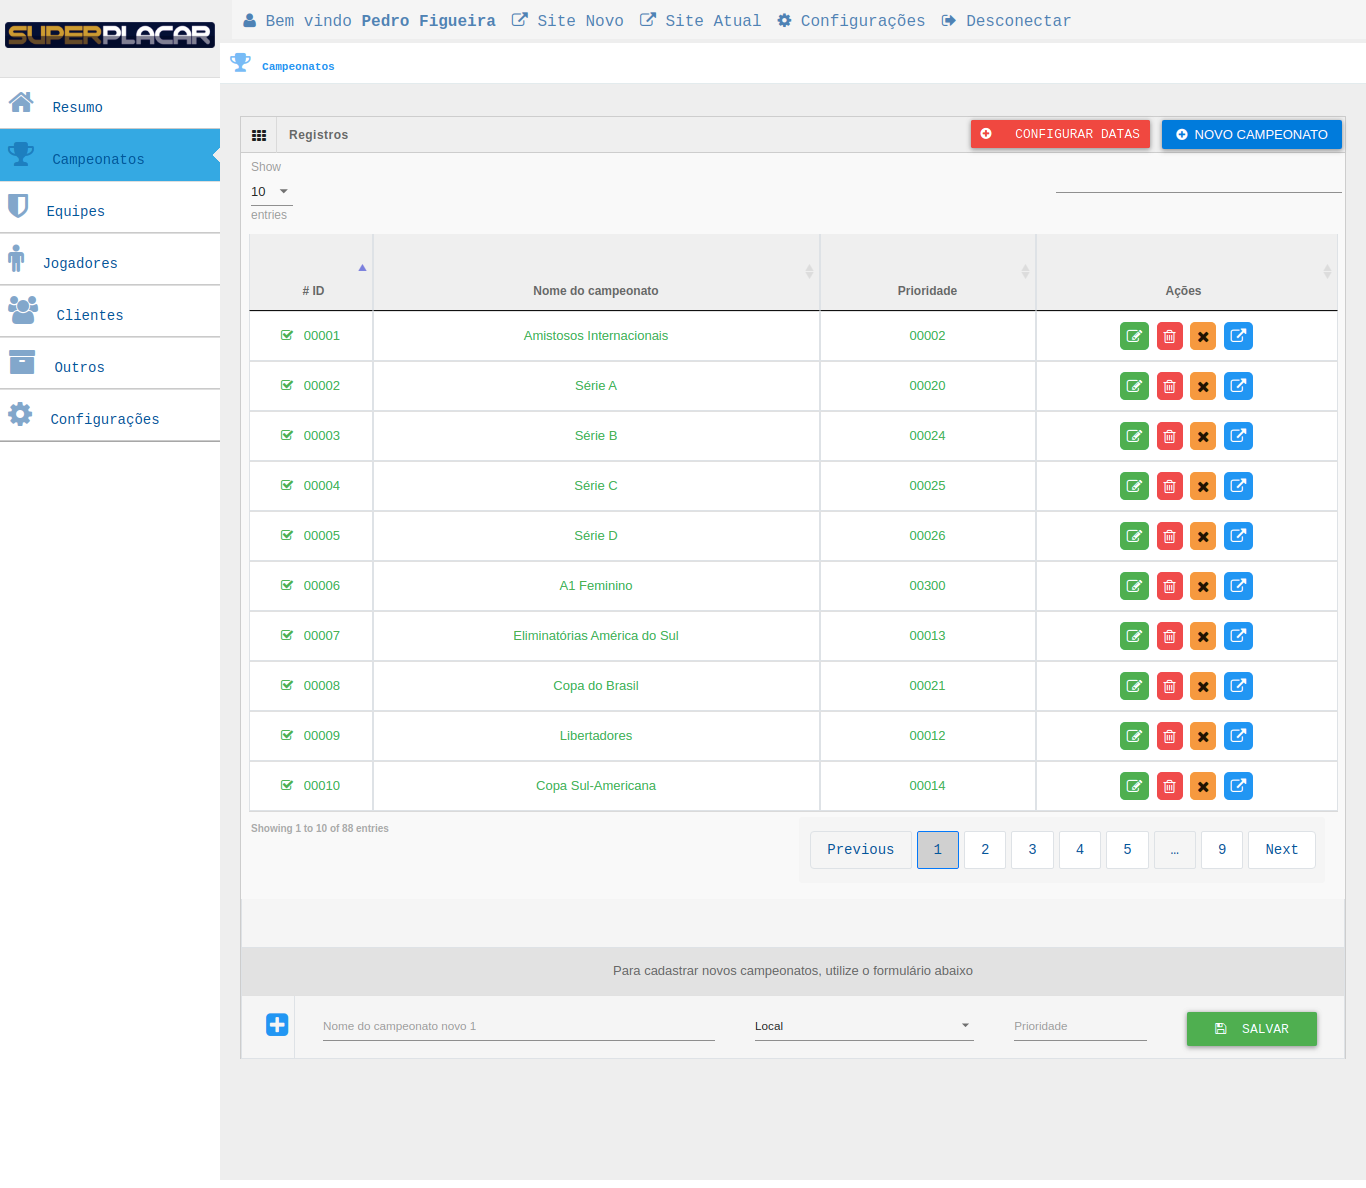 SUPERPLACAR
Bem vindo Pedro Figueira Site Novo Site Atual Configurações Desconectar
Campeonatos
Resumo
Campeonatos
Equipes
Jogadores
Clientes
Outros
Configurações
Registros
CONFIGURAR DATAS
NOVO CAMPEONATO
Show
10
entries
# ID Nome do campeonato Prioridade Ações
00001 Amistosos Internacionais 00002
00002 Série A 00020
00003 Série B 00024
00004 Série C 00025
00005 Série D 00026
00006 A1 Feminino 00300
00007 Eliminatórias América do Sul 00013
00008 Copa do Brasil 00021
00009 Libertadores 00012
00010 Copa Sul-Americana 00014
Showing 1 to 10 of 88 entries
Previous 1 2 3 4 5 … 9 Next
Para cadastrar novos campeonatos, utilize o formulário abaixo
Nome do campeonato novo 1 Local Prioridade SALVAR